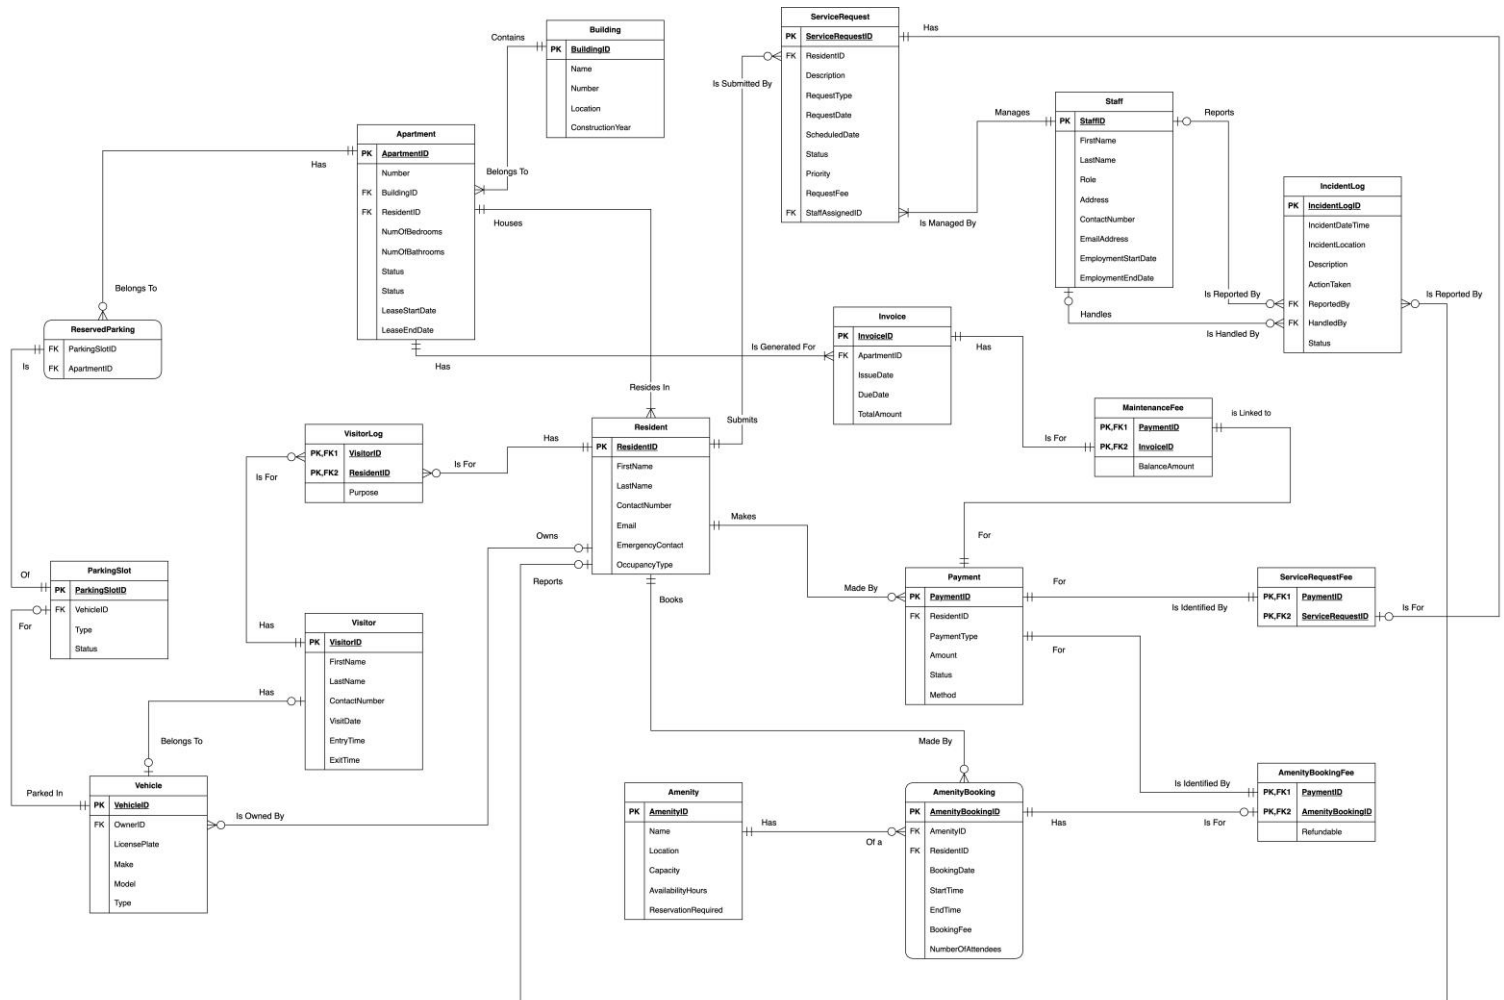 Building
PK BuildingID
Name
Number
Location
ConstructionYear
Contains
Belongs To
ServiceRequest
PK ServiceRequestID
FK ResidentID
Description
RequestType
RequestDate
ScheduledDate
Status
Priority
RequestFee
FK StaffAssignedID
Has
Is Submitted By
Manages
Is Managed By
Staff
PK StaffID
FirstName
LastName
Role
Address
ContactNumber
EmailAddress
EmploymentStartDate
EmploymentEndDate
Reports
Is Reported By
Handles
Is Handled By
IncidentLog
PK IncidentLogID
IncidentDateTime
IncidentLocation
Description
ActionTaken
FK ReportedBy
FK HandledBy
Status
Is Reported By
Apartment
PK ApartmentID
Number
FK BuildingID
FK ResidentID
NumOfBedrooms
NumOfBathrooms
Status
Status
LeaseStartDate
LeaseEndDate
Has
Belongs To
Houses
Has
Is Generated For
Resides In
ReservedParking
FK ParkingSlotID
FK ApartmentID
Is
Of
Invoice
PK InvoiceID
FK ApartmentID
IssueDate
DueDate
TotalAmount
Has
Is For
MaintenanceFee
PK,FK1 PaymentID
PK,FK2 InvoiceID
BalanceAmount
is Linked to
For
VisitorLog
PK,FK1 VisitorID
PK,FK2 ResidentID
Purpose
Has
Is For
Is For
Has
Resident
PK ResidentID
FirstName
LastName
ContactNumber
Email
EmergencyContact
OccupancyType
Submits
Makes
Made By
Owns
Reports
Books
ParkingSlot
PK ParkingSlotID
FK VehicleID
Type
Status
For
Parked In
Visitor
PK VisitorID
FirstName
LastName
ContactNumber
VisitDate
EntryTime
ExitTime
Has
Belongs To
Payment
PK PaymentID
FK ResidentID
PaymentType
Amount
Status
Method
For
Is Identified By
For
Is Identified By
ServiceRequestFee
PK,FK1 PaymentID
PK,FK2 ServiceRequestID
Is For
Vehicle
PK VehicleID
FK OwnerID
LicensePlate
Make
Model
Type
Is Owned By
Amenity
PK AmenityID
Name
Location
Capacity
AvailabilityHours
ReservationRequired
Has
Of a
Made By
AmenityBooking
PK AmenityBookingID
FK AmenityID
FK ResidentID
BookingDate
StartTime
EndTime
BookingFee
NumberOfAttendees
Has
Is For
AmenityBookingFee
PK,FK1 PaymentID
PK,FK2 AmenityBookingID
Refundable